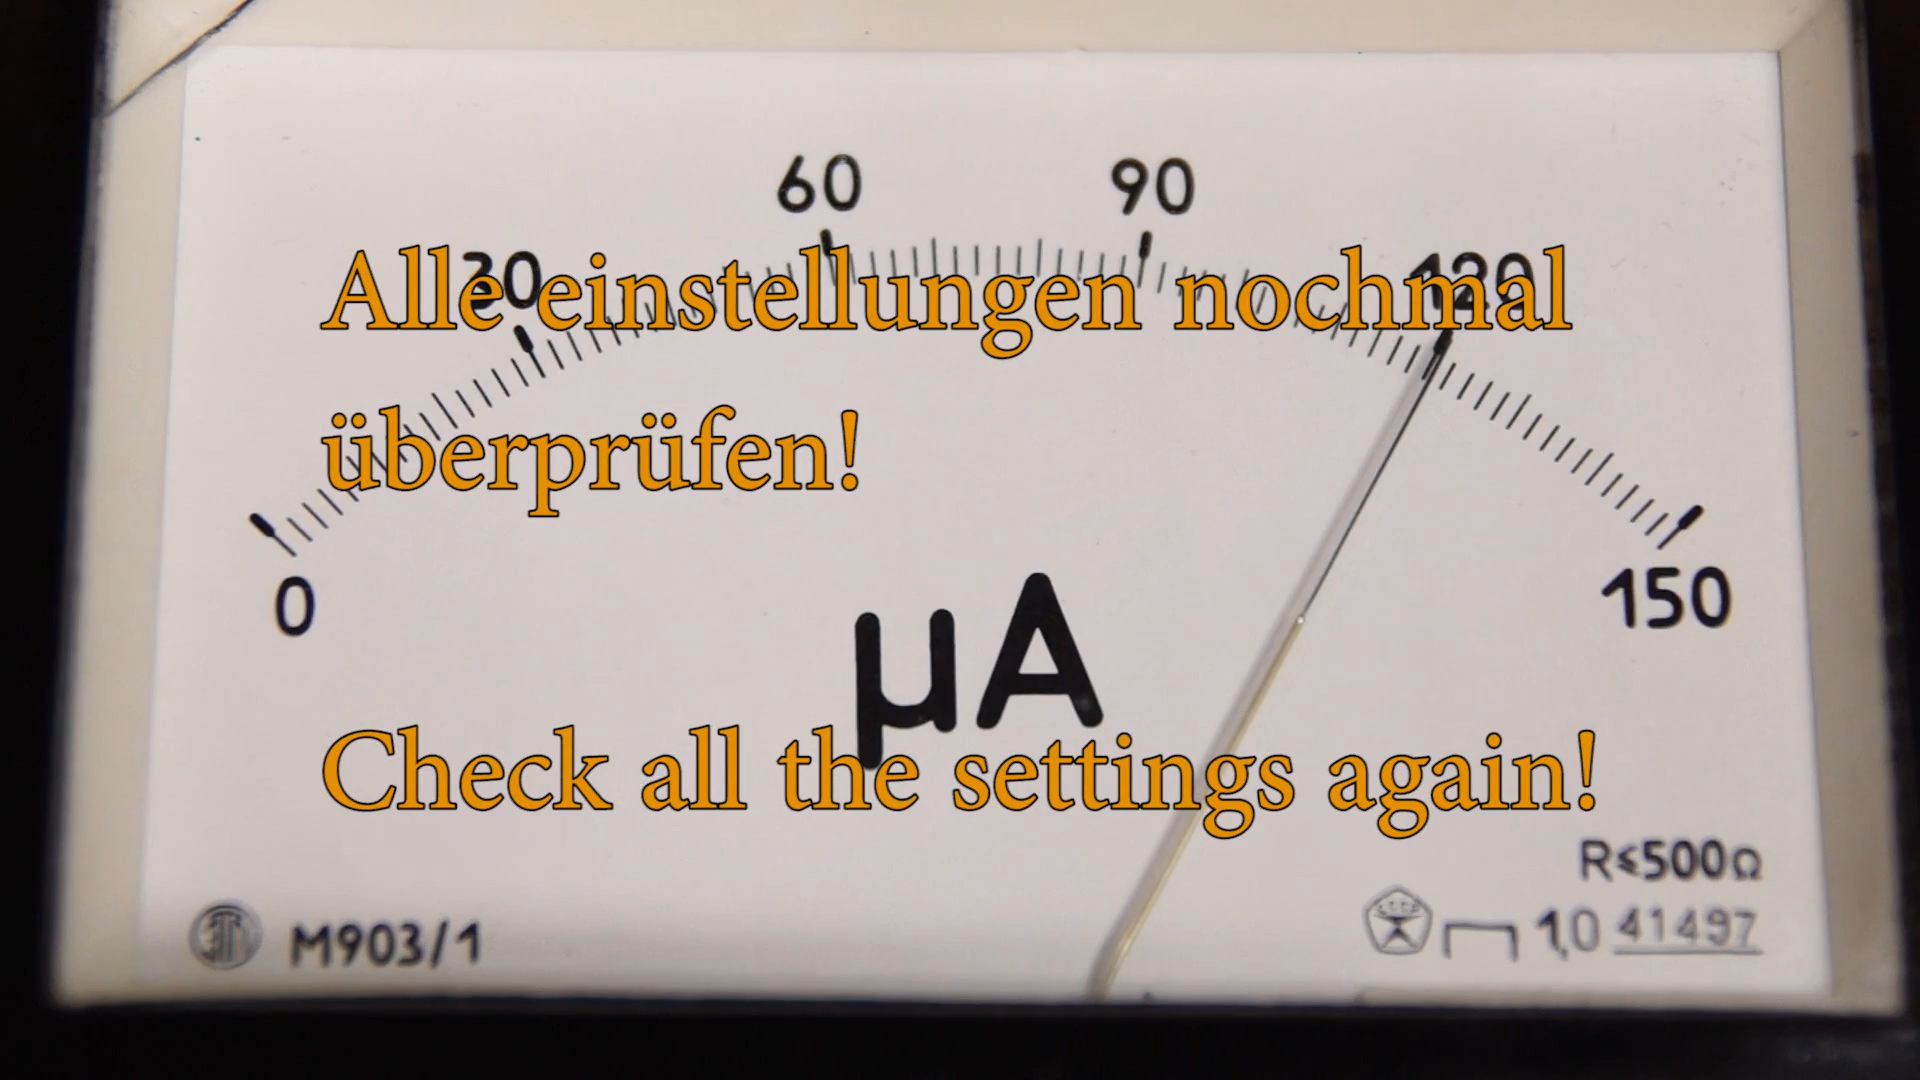 60 90
30 120
Alle einstellungen nochmal
überprüfen!
0 150
µA
Check all the settings again!
R≤500Ω
M903/1 1,0 41497